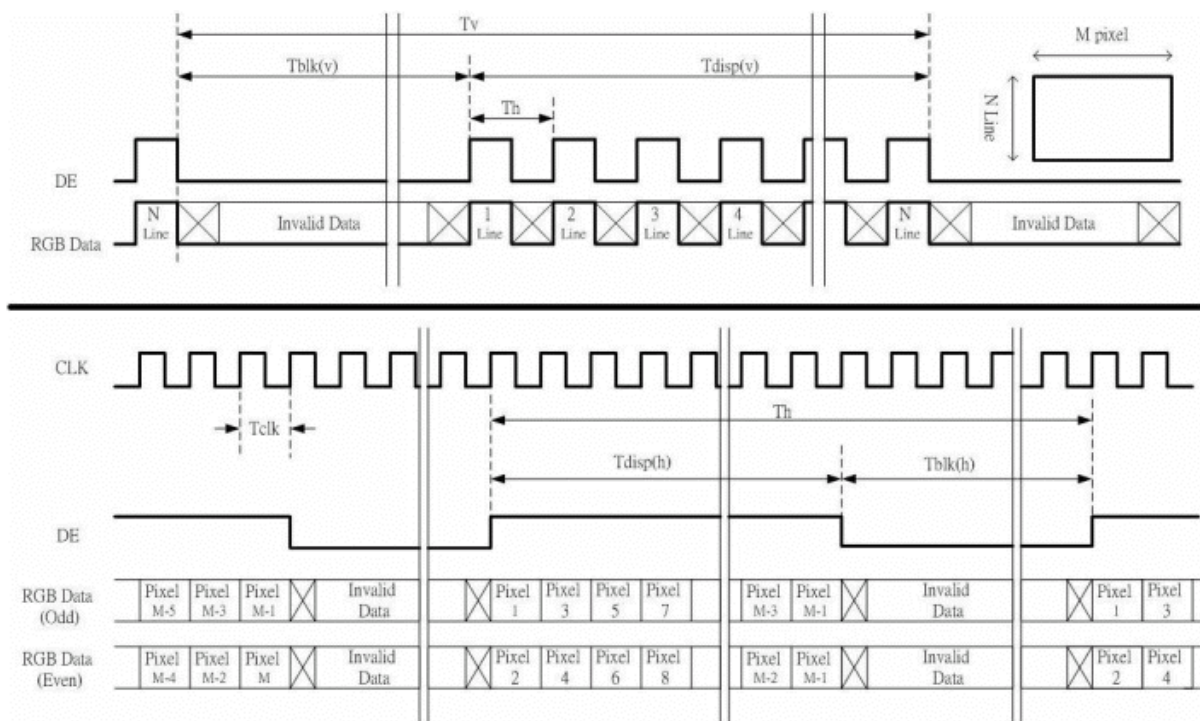 Tv
M pixel
Tblk(v) Tdisp(v)
N Line
Th
DE
N 1 2 3 4 N
Line Invalid Data Line Line Line Line Line Invalid Data
RGB Data
CLK
Th
Tclk
Tdisp(h) Tblk(h)
DE
RGB Data
(Odd)
Pixel Pixel Pixel Invalid Pixel Pixel Pixel Pixel Pixel Pixel Invalid Pixel Pixel
M-5 M-3 M-1 Data 1 3 5 7 M-3 M-1 Data 1 3
RGB Data
(Even)
Pixel Pixel Pixel Invalid Pixel Pixel Pixel Pixel Pixel Pixel Invalid Pixel Pixel
M-4 M-2 M Data 2 4 6 8 M-2 M-1 Data 2 4